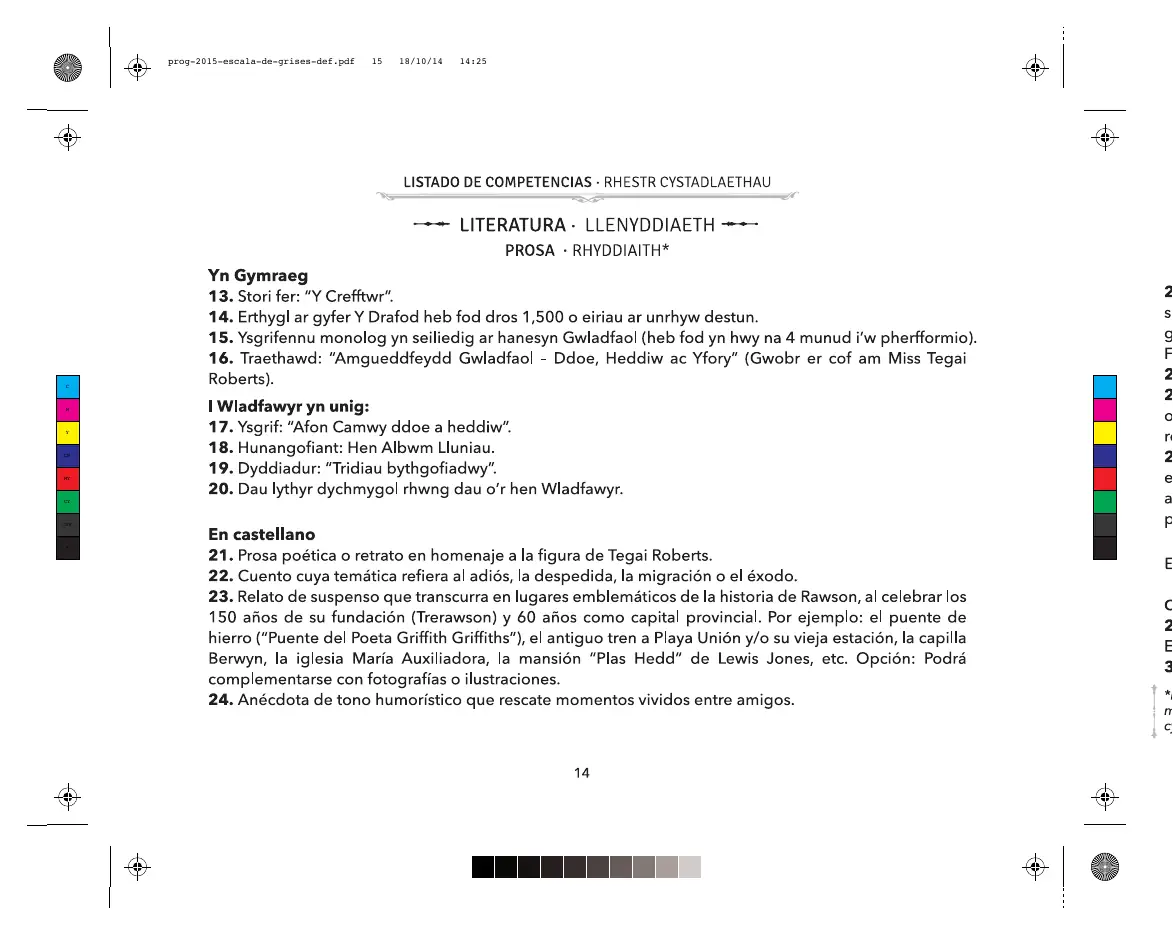 prog-2015-escala-de-grises-def.pdf 15 18/10/14 14:25
LISTADO DE COMPETENCIAS · RHESTR CYSTADLAETHAU
LITERATURA · LLENYDDIAETH
PROSA · RHYDDIAITH*
Yn Gymraeg
13. Stori fer: “Y Crefftwr”.
14. Erthygl ar gyfer Y Drafod heb fod dros 1,500 o eiriau ar unrhyw destun.
15. Ysgrifennu monolog yn seiliedig ar hanesyn Gwladfaol (heb fod yn hwy na 4 munud i’w pherfformio).
16. Traethawd: “Amgueddfeydd Gwladfaol – Ddoe, Heddiw ac Yfory” (Gwobr er cof am Miss Tegai
Roberts).
I Wladfawyr yn unig:
17. Ysgrif: “Afon Camwy ddoe a heddiw”.
18. Hunangofiant: Hen Albwm Lluniau.
19. Dyddiadur: “Tridiau bythgofiadwy”.
20. Dau lythyr dychmygol rhwng dau o’r hen Wladfawyr.
En castellano
21. Prosa poética o retrato en homenaje a la figura de Tegai Roberts.
22. Cuento cuya temática refiera al adiós, la despedida, la migración o el éxodo.
23. Relato de suspenso que transcurra en lugares emblemáticos de la historia de Rawson, al celebrar los
150 años de su fundación (Trerawson) y 60 años como capital provincial. Por ejemplo: el puente de
hierro (“Puente del Poeta Griffith Griffiths”), el antiguo tren a Playa Unión y/o su vieja estación, la capilla
Berwyn, la iglesia María Auxiliadora, la mansión “Plas Hedd” de Lewis Jones, etc. Opción: Podrá
complementarse con fotografías o ilustraciones.
24. Anécdota de tono humorístico que rescate momentos vividos entre amigos.
14